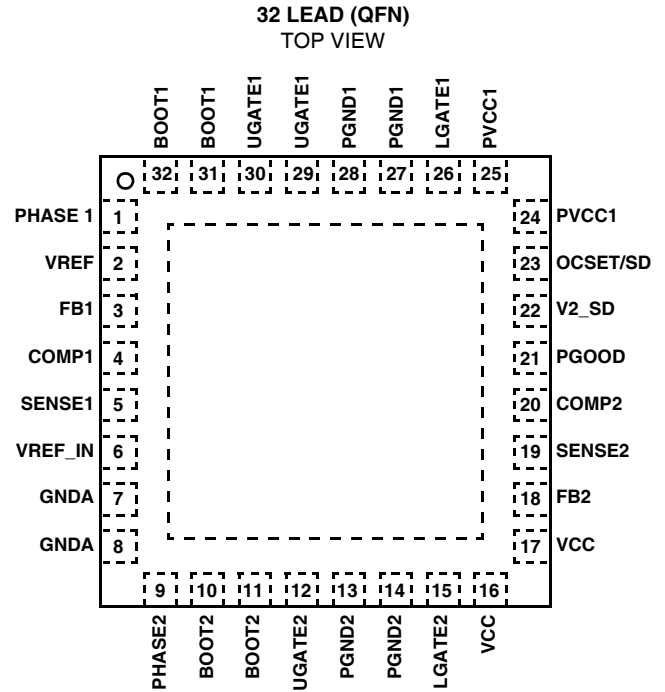 32 LEAD (QFN)
TOP VIEW
BOOT1
BOOT1
UGATE1
UGATE1
PGND1
PGND1
LGATE1
PVCC1
32 31 30 29 28 27 26 25
PHASE 1 1 24 PVCC1
VREF 2 23 OCSET/SD
FB1 3 22 V2_SD
COMP1 4 21 PGOOD
SENSE1 5 20 COMP2
VREF_IN 6 19 SENSE2
GNDA 7 18 FB2
GNDA 8 17 VCC
9 10 11 12 13 14 15 16
PHASE2
BOOT2
BOOT2
UGATE2
PGND2
PGND2
LGATE2
VCC